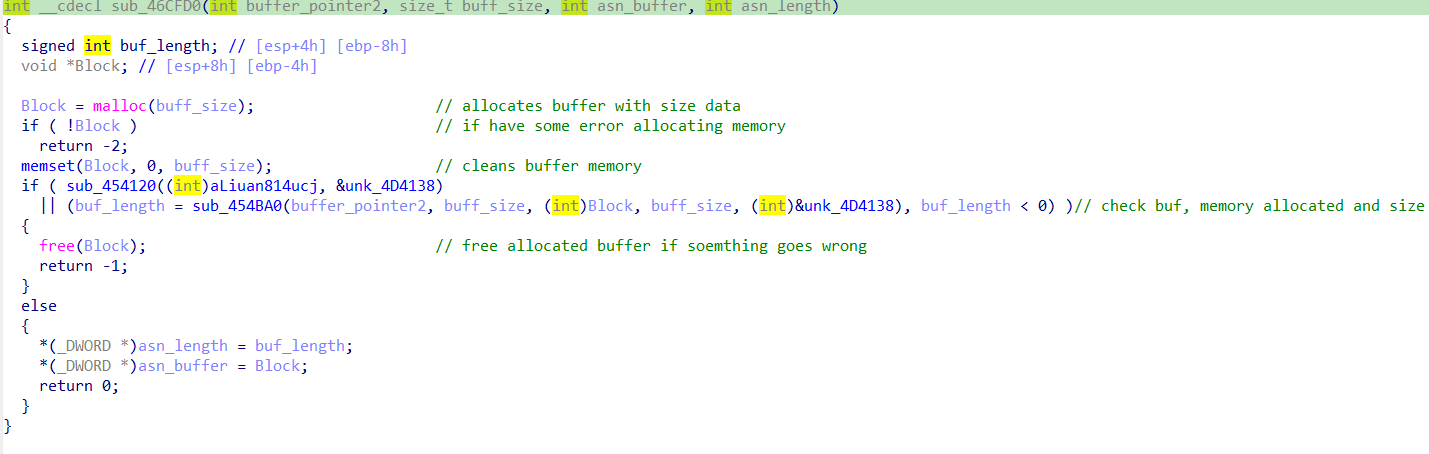 int __cdecl sub_46CFD0(int buffer_pointer2, size_t buff_size, int asn_buffer, int asn_length)
{
signed int buf_length; // [esp+4h] [ebp-8h]
void *Block; // [esp+8h] [ebp-4h]
Block = malloc(buff_size); // allocates buffer with size data
if ( !Block ) // if have some error allocating memory
return -2;
memset(Block, 0, buff_size); // cleans buffer memory
if ( sub_454120((int)aLiuan814ucj, &unk_4D4138)
|| (buf_length = sub_454BA0(buffer_pointer2, buff_size, (int)Block, buff_size, (int)&unk_4D4138), buf_length < 0) )// check buf, memory allocated and size
{
free(Block); // free allocated buffer if soemthing goes wrong
return -1;
}
else
{
*(_DWORD *)asn_length = buf_length;
*(_DWORD *)asn_buffer = Block;
return 0;
}
}